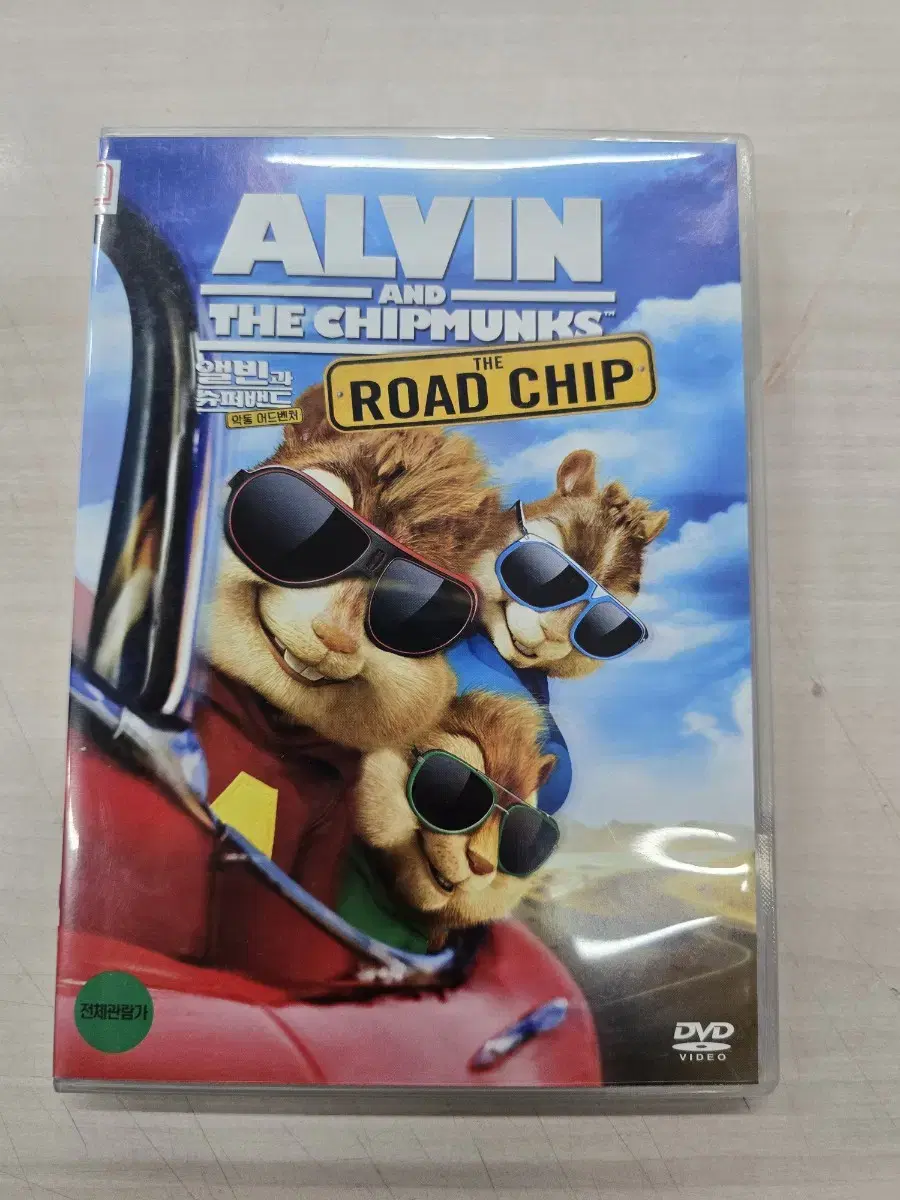 ALVIN
AND
THE CHIPMUNKS™
THE
ROAD CHIP
앨빈과
슈퍼밴드
악동 어드벤처
전체관람가
DVD
VIDEO